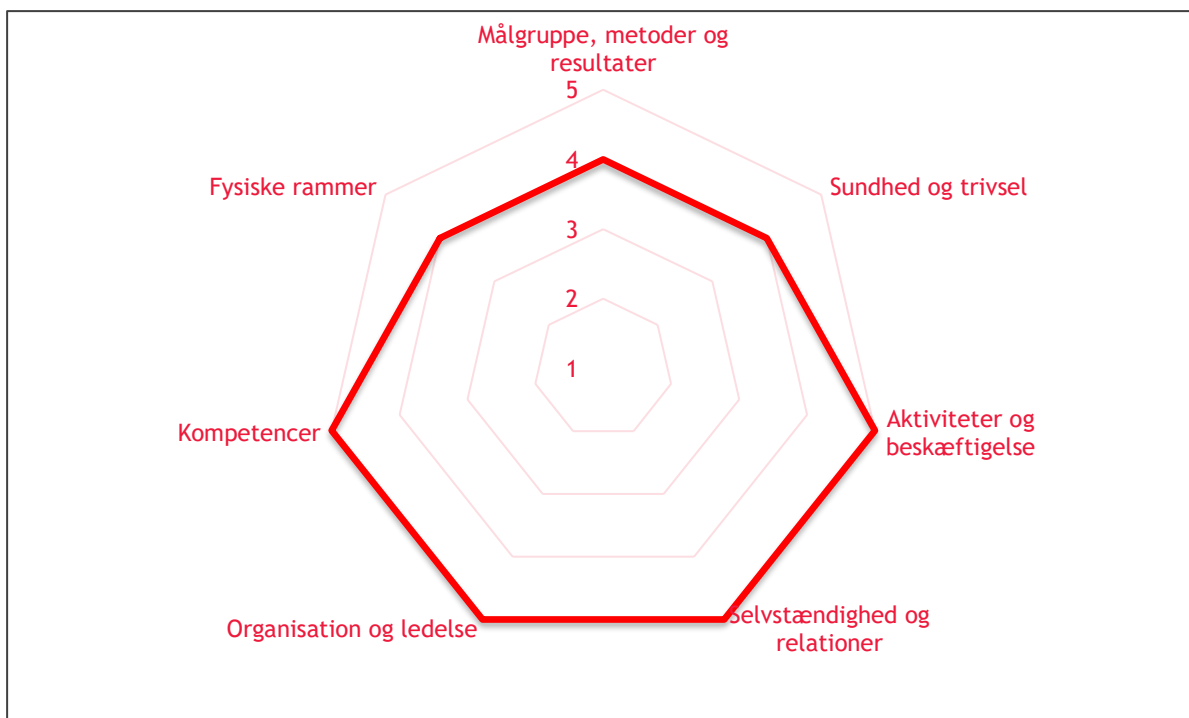 Målgruppe, metoder og
resultater
5
4
3
2
1
Sundhed og trivsel
Aktiviteter og
beskæftigelse
Selvstændighed og
relationer
Organisation og ledelse
Kompetencer
Fysiske rammer